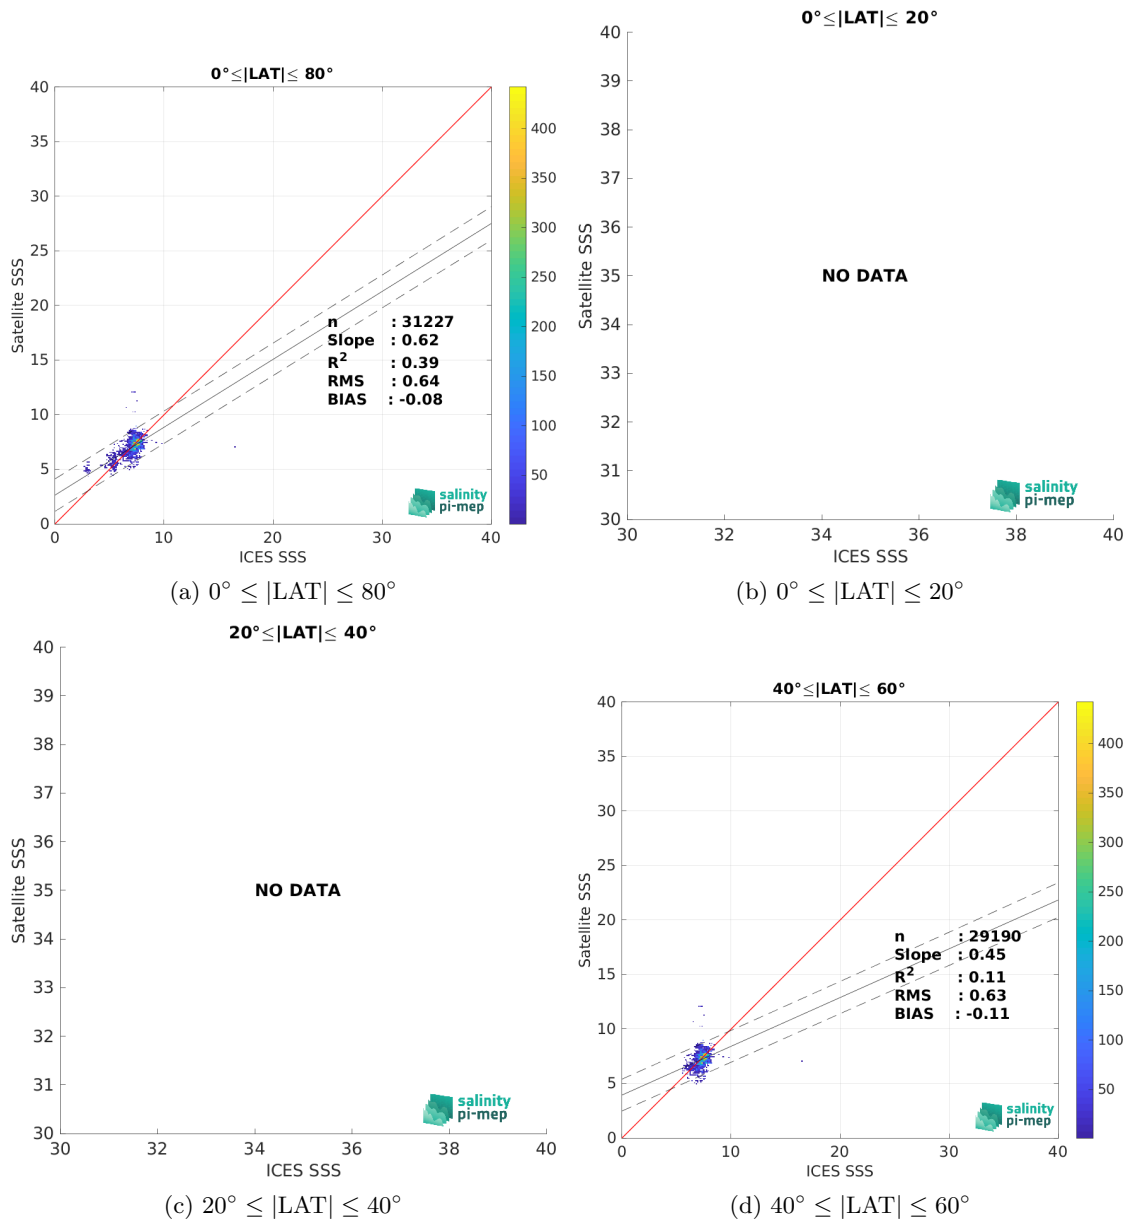 0°≤|LAT|≤ 80°
40
35
30
25
20
15
10
5
0
Satellite SSS
0
10
20
30
40
ICES SSS
n : 31227
Slope : 0.62
R² : 0.39
RMS : 0.64
BIAS : -0.08
salinity
pi-mep
400
350
300
250
200
150
100
50
(a) 0° ≤ |LAT| ≤ 80°
0°≤|LAT|≤ 20°
40
39
38
37
36
35
34
33
32
31
30
Satellite SSS
NO DATA
salinity
pi-mep
30
32
34
36
38
40
ICES SSS
(b) 0° ≤ |LAT| ≤ 20°
20°≤|LAT|≤ 40°
40
39
38
37
36
35
34
33
32
31
30
Satellite SSS
NO DATA
salinity
pi-mep
30
32
34
36
38
40
ICES SSS
(c) 20° ≤ |LAT| ≤ 40°
40°≤|LAT|≤ 60°
40
35
30
25
20
15
10
5
0
Satellite SSS
n : 29190
Slope : 0.45
R² : 0.11
RMS : 0.63
BIAS : -0.11
salinity
pi-mep
0
10
20
30
40
ICES SSS
400
350
300
250
200
150
100
50
(d) 40° ≤ |LAT| ≤ 60°